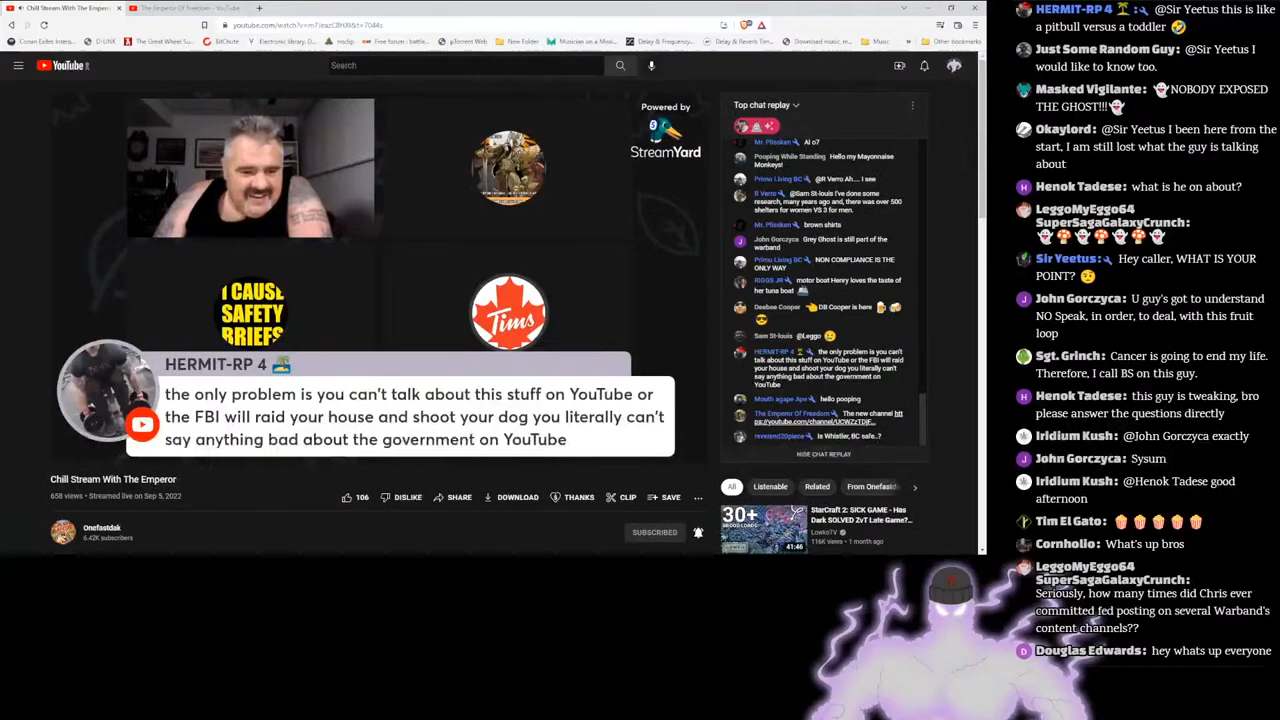 Chill Stream With The Empero
The Emperor Of Freedom - YouTube
youtube.com/watch?v=m7IeazC8HXI&t=7044s
Conan Exiles Intera...
D-UNK
The Great Wheel Su...
BitChute
Electronic library. D...
noclip
Free forum : battle...
µTorrent Web
New Folder
Musician on a Missi...
Delay & Frequency...
Delay & Reverb Tim...
Download music, m...
Music
Other bookmarks
YouTube
Search
Powered by
StreamYard
I CAUSE
SAFETY
BRIEFS
Tims
HERMIT-RP 4
the only problem is you can't talk about this stuff on YouTube or
the FBI will raid your house and shoot your dog you literally can't
say anything bad about the government on YouTube
Top chat replay
Mr. Plissken Al o7
Pooping While Standing Hello my Mayonnaise
Monkeys!
Primo Living BC @R Verro Ah.... I see
R Verro @Sam St-louis I've done some
research, many years ago and, there was over 500
shelters for women VS 3 for men.
Mr. Plissken brown shirts
John Gorczyca Grey Ghost is still part of the
warband
Primo Living BC NON COMPLIANCE IS THE
ONLY WAY
RIGGS JR motor boat Henry loves the taste of
her tuna boat
Deebee Cooper DB Cooper is here
Sam St-louis @Leggo
HERMIT-RP 4 the only problem is you can't
talk about this stuff on YouTube or the FBI will raid
your house and shoot your dog you literally can't
say anything bad about the government on
YouTube
Mouth agape Ape hello pooping
The Emperor Of Freedom The new channel htt
ps://youtube.com/channel/UCWZzTDjF...
reverend20piece Is Whistler, BC safe..?
HIDE CHAT REPLAY
Chill Stream With The Emperor
658 views • Streamed live on Sep 5, 2022
106
DISLIKE
SHARE
DOWNLOAD
THANKS
CLIP
SAVE
Onefastdak
6.42K subscribers
SUBSCRIBED
All
Listenable
Related
From Onefastd
30+
BROOD LORDS
41:46
StarCraft 2: SICK GAME - Has
Dark SOLVED ZvT Late Game?...
LowkoTV
116K views • 1 month ago
HERMIT-RP 4 @Sir Yeetus this is like
a pitbull versus a toddler
Just Some Random Guy: @Sir Yeetus I
would like to know too.
Masked Vigilante: NOBODY EXPOSED
THE GHOST!!!
Okaylord: @Sir Yeetus I been here from the
start, I am still lost what the guy is talking
about
Henok Tadese: what is he on about?
LeggoMyEggo64
SuperSagaGalaxyCrunch:
Sir Yeetus: Hey caller, WHAT IS YOUR
POINT?
John Gorczyca: U guy's got to understand
NO Speak, in order, to deal, with this fruit
loop
Sgt. Grinch: Cancer is going to end my life.
Therefore, I call BS on this guy.
Henok Tadese: this guy is tweaking, bro
please answer the questions directly
Iridium Kush: @John Gorczyca exactly
John Gorczyca: Sysum
Iridium Kush: @Henok Tadese good
afternoon
Tim El Gato:
Cornholio: What's up bros
LeggoMyEggo64
SuperSagaGalaxyCrunch:
Seriously, how many times did Chris ever
committed fed posting on several Warband's
content channels??
Douglas Edwards: hey whats up everyone